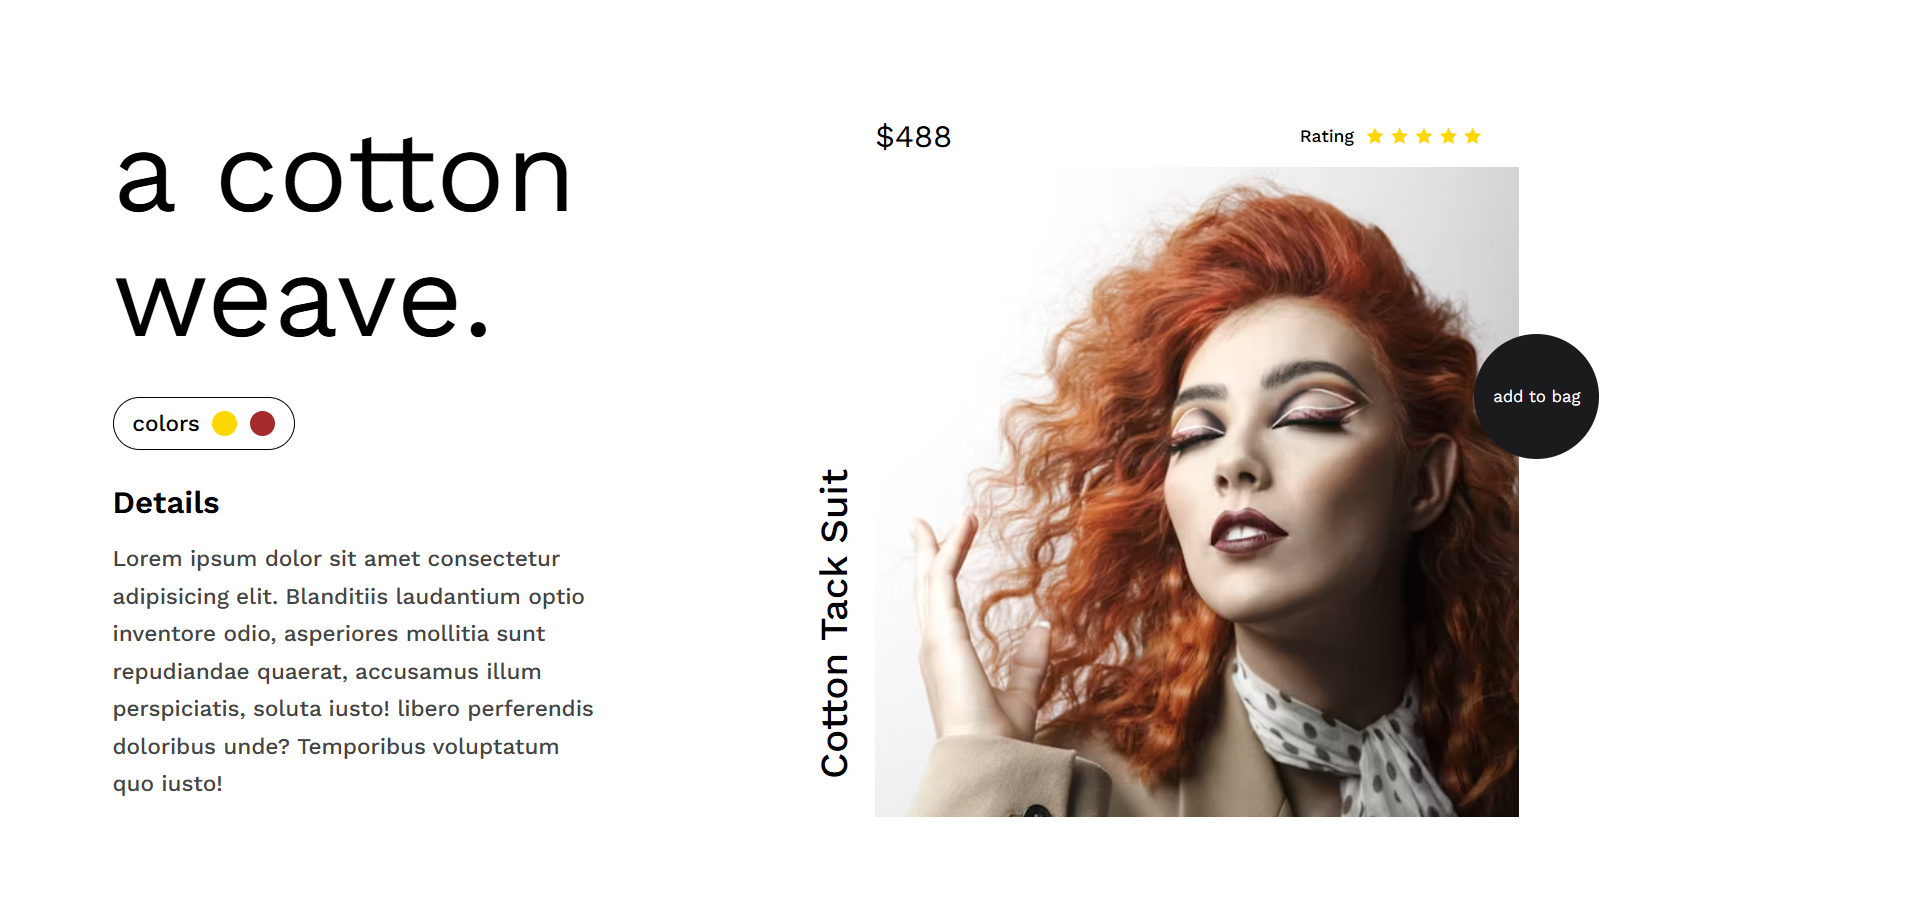 a cotton
weave.
colors
Details
Lorem ipsum dolor sit amet consectetur
adipisicing elit. Blanditiis laudantium optio
inventore odio, asperiores mollitia sunt
repudiandae quaerat, accusamus illum
perspiciatis, soluta iusto! libero perferendis
doloribus unde? Temporibus voluptatum
quo iusto!
$488
Rating
Cotton Tack Suit
add to bag